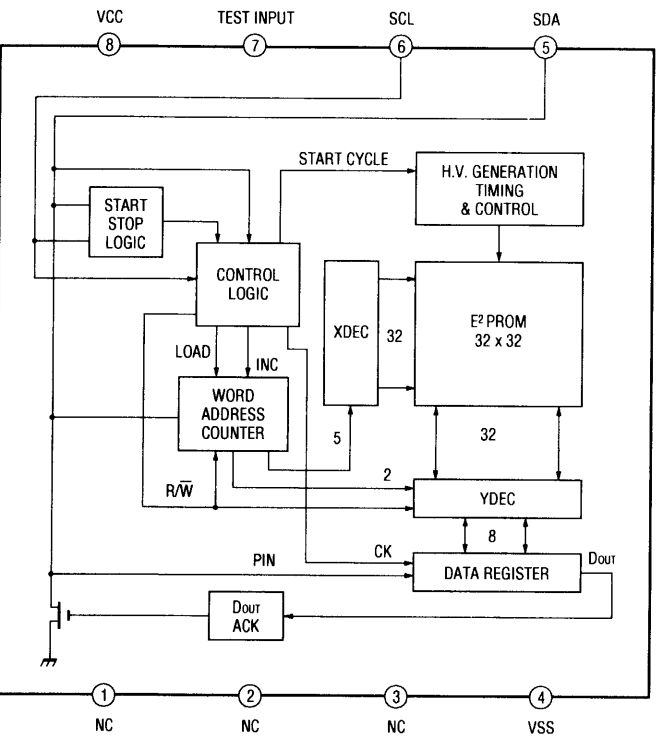 VCC TEST INPUT SCL SDA
8 7 6 5
START CYCLE
H.V. GENERATION
TIMING
& CONTROL
START
STOP
LOGIC
CONTROL
LOGIC
XDEC
32
E² PROM
32 x 32
LOAD
INC
WORD
ADDRESS
COUNTER
5
32
2
R/W̅
YDEC
8
PIN
CK
DATA REGISTER
DOUT
DOUT
ACK
1 2 3 4
NC NC NC VSS